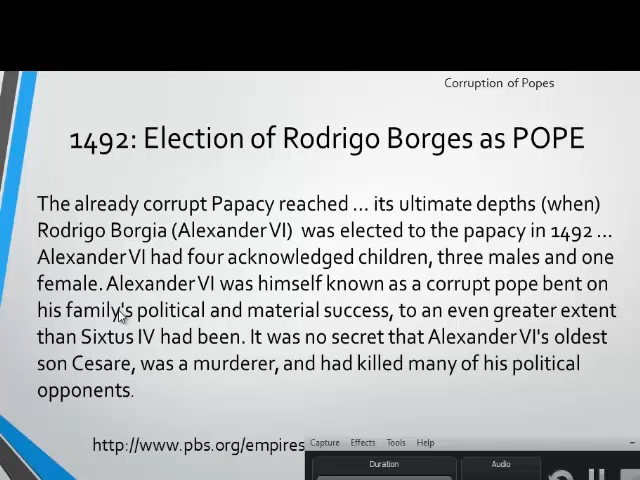 Corruption of Popes
1492: Election of Rodrigo Borges as POPE
The already corrupt Papacy reached ... its ultimate depths (when)
Rodrigo Borgia (Alexander VI) was elected to the papacy in 1492 ...
Alexander VI had four acknowledged children, three males and one
female. Alexander VI was himself known as a corrupt pope bent on
his family's political and material success, to an even greater extent
than Sixtus IV had been. It was no secret that Alexander VI's oldest
son Cesare, was a murderer, and had killed many of his political
opponents.
http://www.pbs.org/empires
Capture Effects Tools Help
Duration Audio